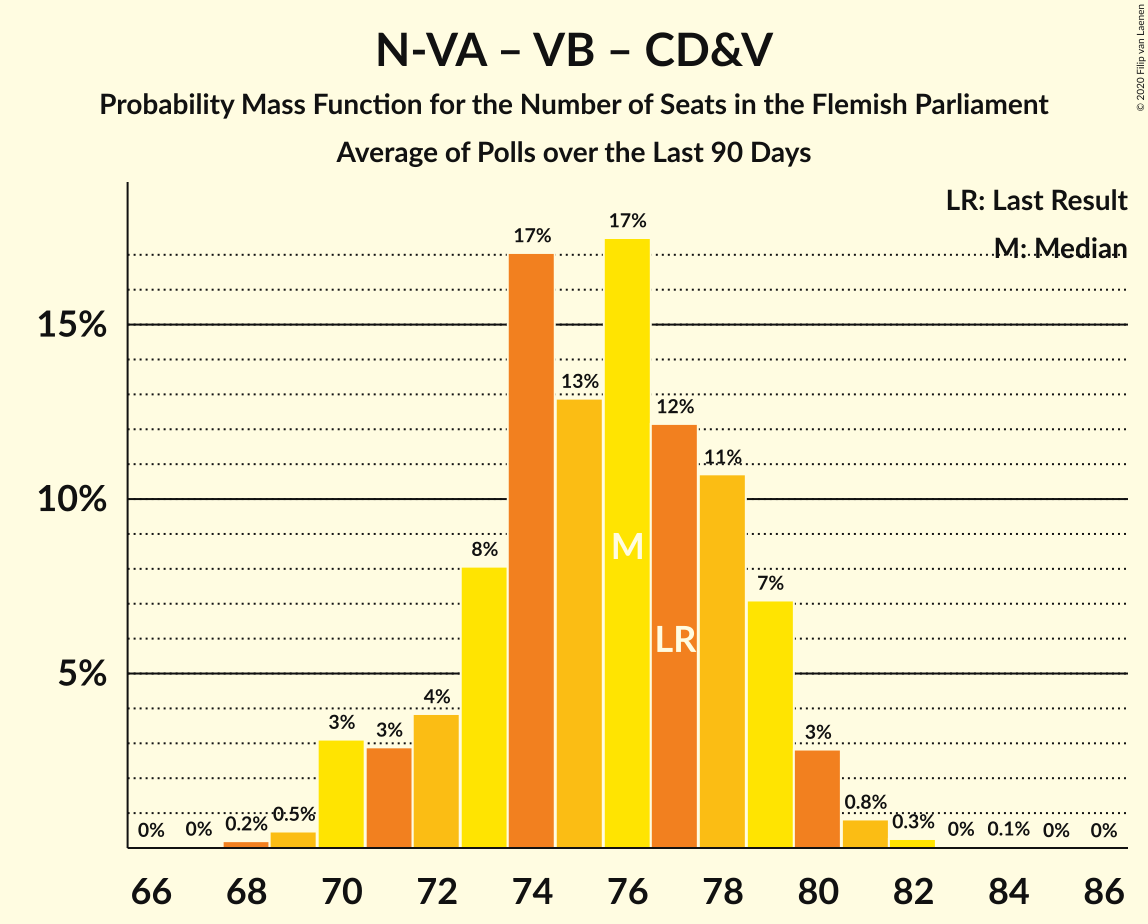 N-VA – VB – CD&V
Probability Mass Function for the Number of Seats in the Flemish Parliament
Average of Polls over the Last 90 Days
© 2020 Filip van Laenen
LR: Last Result
M: Median
15%
10%
5%
0%
0%
0.2%
0.5%
3%
3%
4%
8%
17%
13%
17%
12%
11%
7%
3%
0.8%
0.3%
0%
0.1%
0%
0%
M
LR
66 68 70 72 74 76 78 80 82 84 86